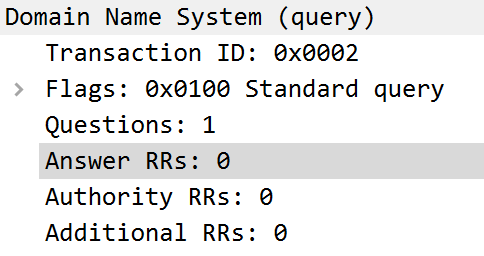 Domain Name System (query)
Transaction ID: 0x0002
Flags: 0x0100 Standard query
Questions: 1
Answer RRs: 0
Authority RRs: 0
Additional RRs: 0